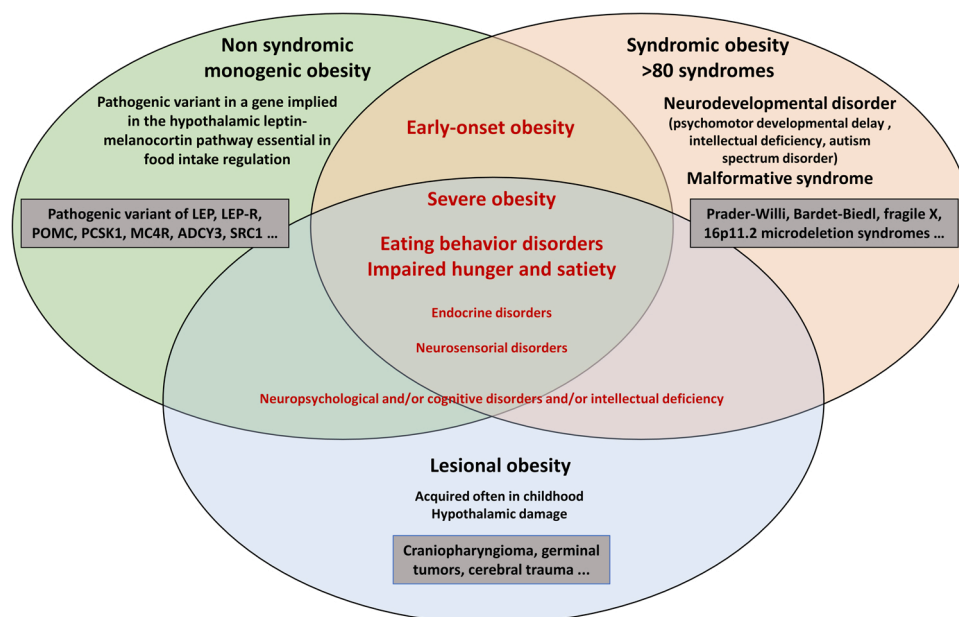 Non syndromic
monogenic obesity
Pathogenic variant in a gene implied
in the hypothalamic leptin-
melanocortin pathway essential in
food intake regulation
Pathogenic variant of LEP, LEP-R,
POMC, PCSK1, MC4R, ADCY3, SRC1 ...
Syndromic obesity
>80 syndromes
Neurodevelopmental disorder
(psychomotor developmental delay ,
intellectual deficiency, autism
spectrum disorder)
Malformative syndrome
Prader-Willi, Bardet-Biedl, fragile X,
16p11.2 microdeletion syndromes ...
Early-onset obesity
Severe obesity
Eating behavior disorders
Impaired hunger and satiety
Endocrine disorders
Neurosensorial disorders
Neuropsychological and/or cognitive disorders and/or intellectual deficiency
Lesional obesity
Acquired often in childhood
Hypothalamic damage
Craniopharyngioma, germinal
tumors, cerebral trauma ...